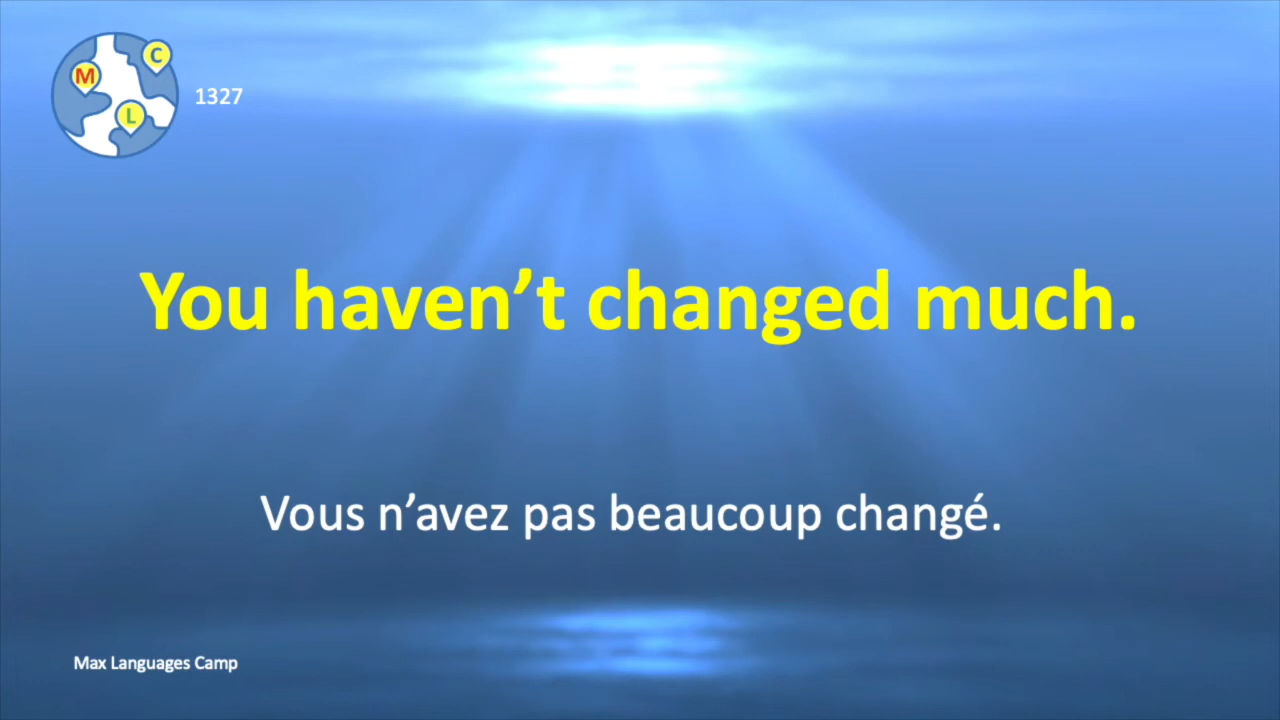 C
M
1327
L
You haven’t changed much.
Vous n’avez pas beaucoup changé.
Max Languages Camp